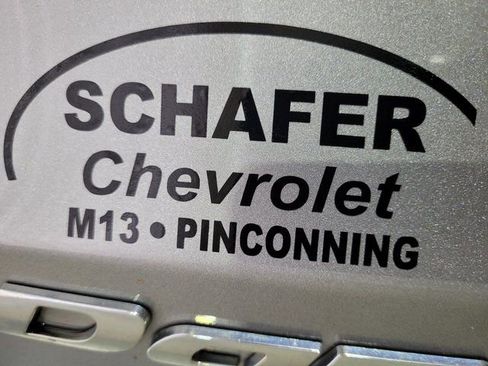 SCHAFER
Chevrolet
M13 • PINCONNING